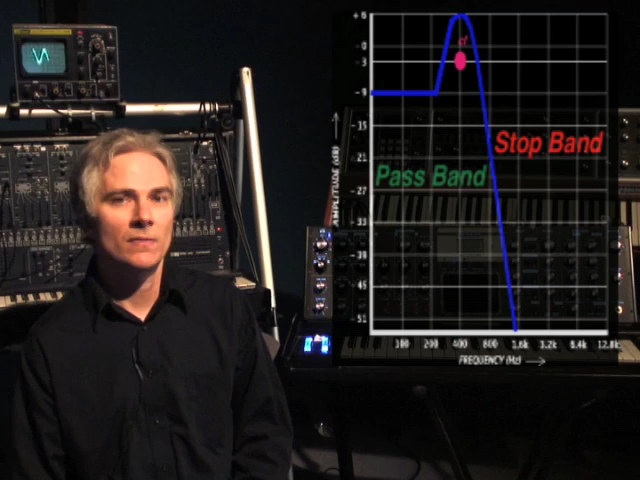 +6
-0
cf
-3
-9
-15
Stop Band
-21
Pass Band
-27
-33
-39
-45
-51
AMPLITUDE (dB)
100 200 400 800 1.6k 3.2k 6.4k 12.8k
FREQUENCY (Hz)